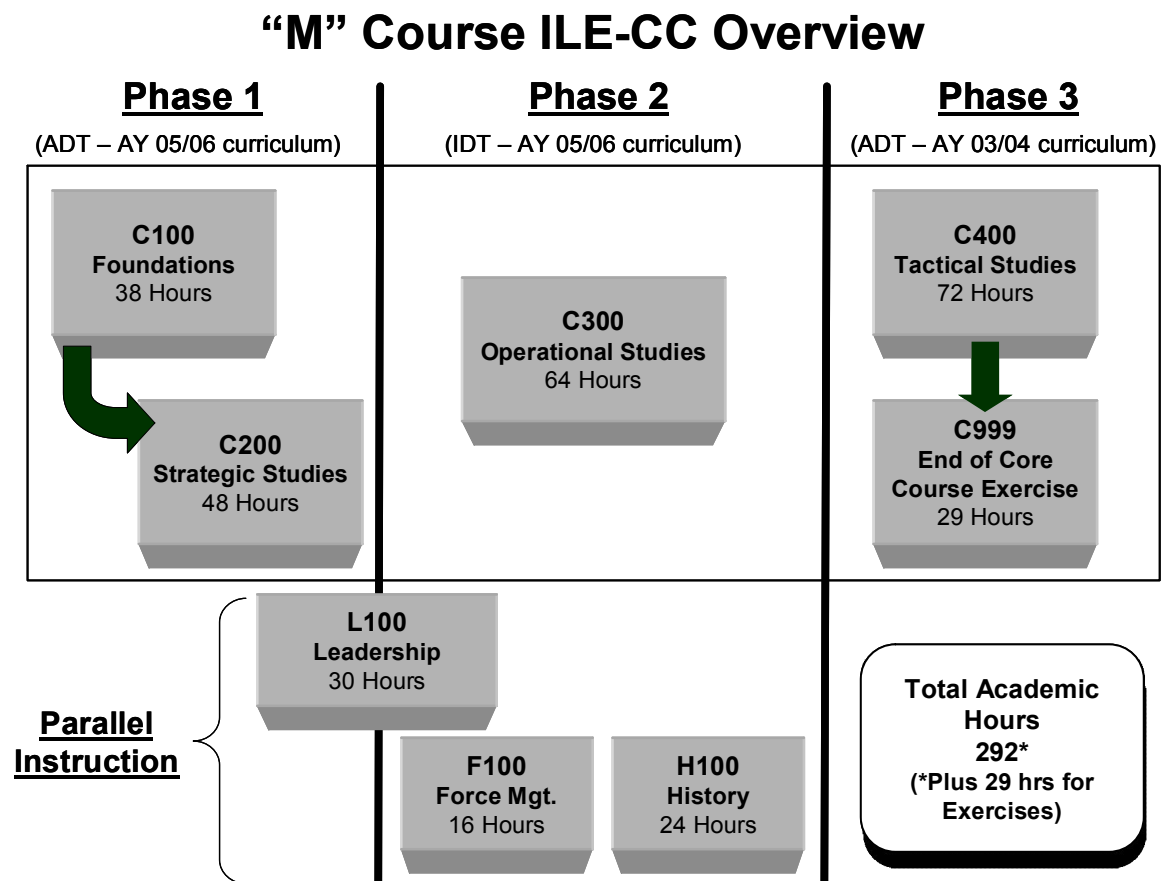 “M” Course ILE-CC Overview
Phase 1
(ADT – AY 05/06 curriculum)
Phase 2
(IDT – AY 05/06 curriculum)
Phase 3
(ADT – AY 03/04 curriculum)
C100
Foundations
38 Hours
C200
Strategic Studies
48 Hours
C300
Operational Studies
64 Hours
C400
Tactical Studies
72 Hours
C999
End of Core
Course Exercise
29 Hours
Parallel
Instruction
L100
Leadership
30 Hours
F100
Force Mgt.
16 Hours
H100
History
24 Hours
Total Academic
Hours
292*
(*Plus 29 hrs for
Exercises)